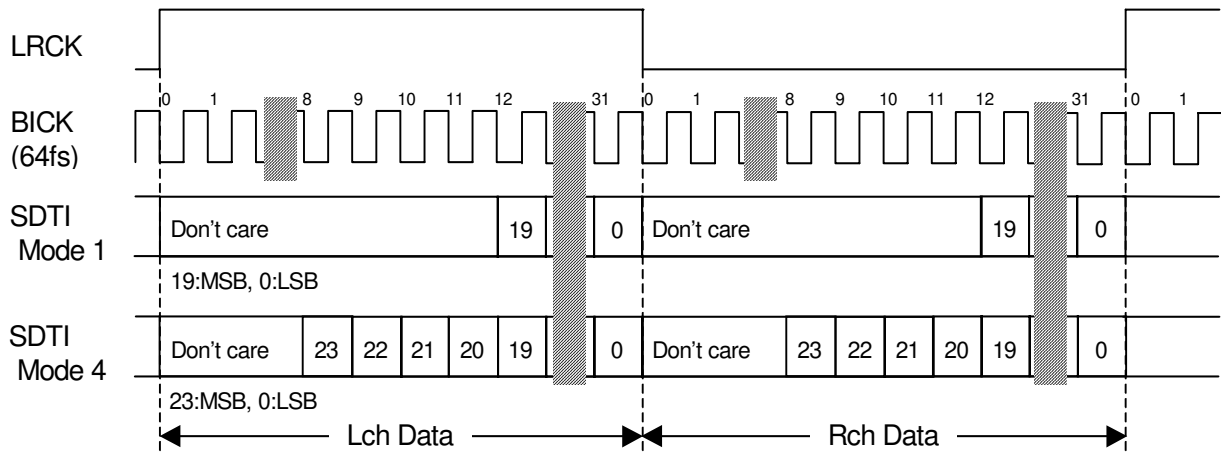 LRCK
0 1 8 9 10 11 12 31 0 1 8 9 10 11 12 31 0 1
BICK
(64fs)
SDTI
Mode 1
Don't care 19 0 Don't care 19 0
19:MSB, 0:LSB
SDTI
Mode 4
Don't care 23 22 21 20 19 0 Don't care 23 22 21 20 19 0
23:MSB, 0:LSB
Lch Data Rch Data